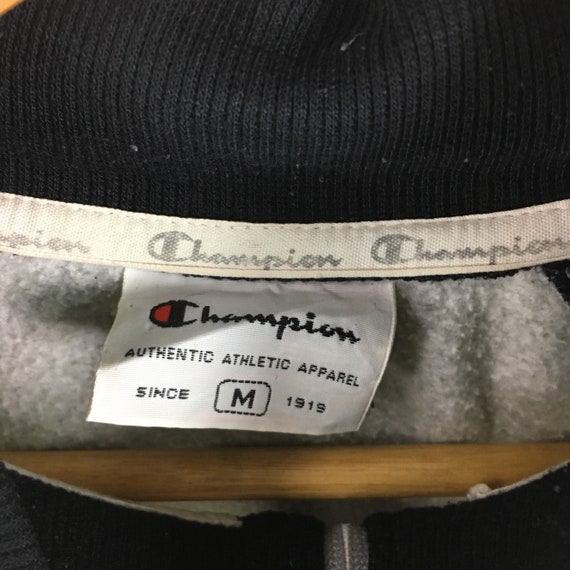 Champion Champion Champion
Champion
AUTHENTIC ATHLETIC APPAREL
SINCE M 1919